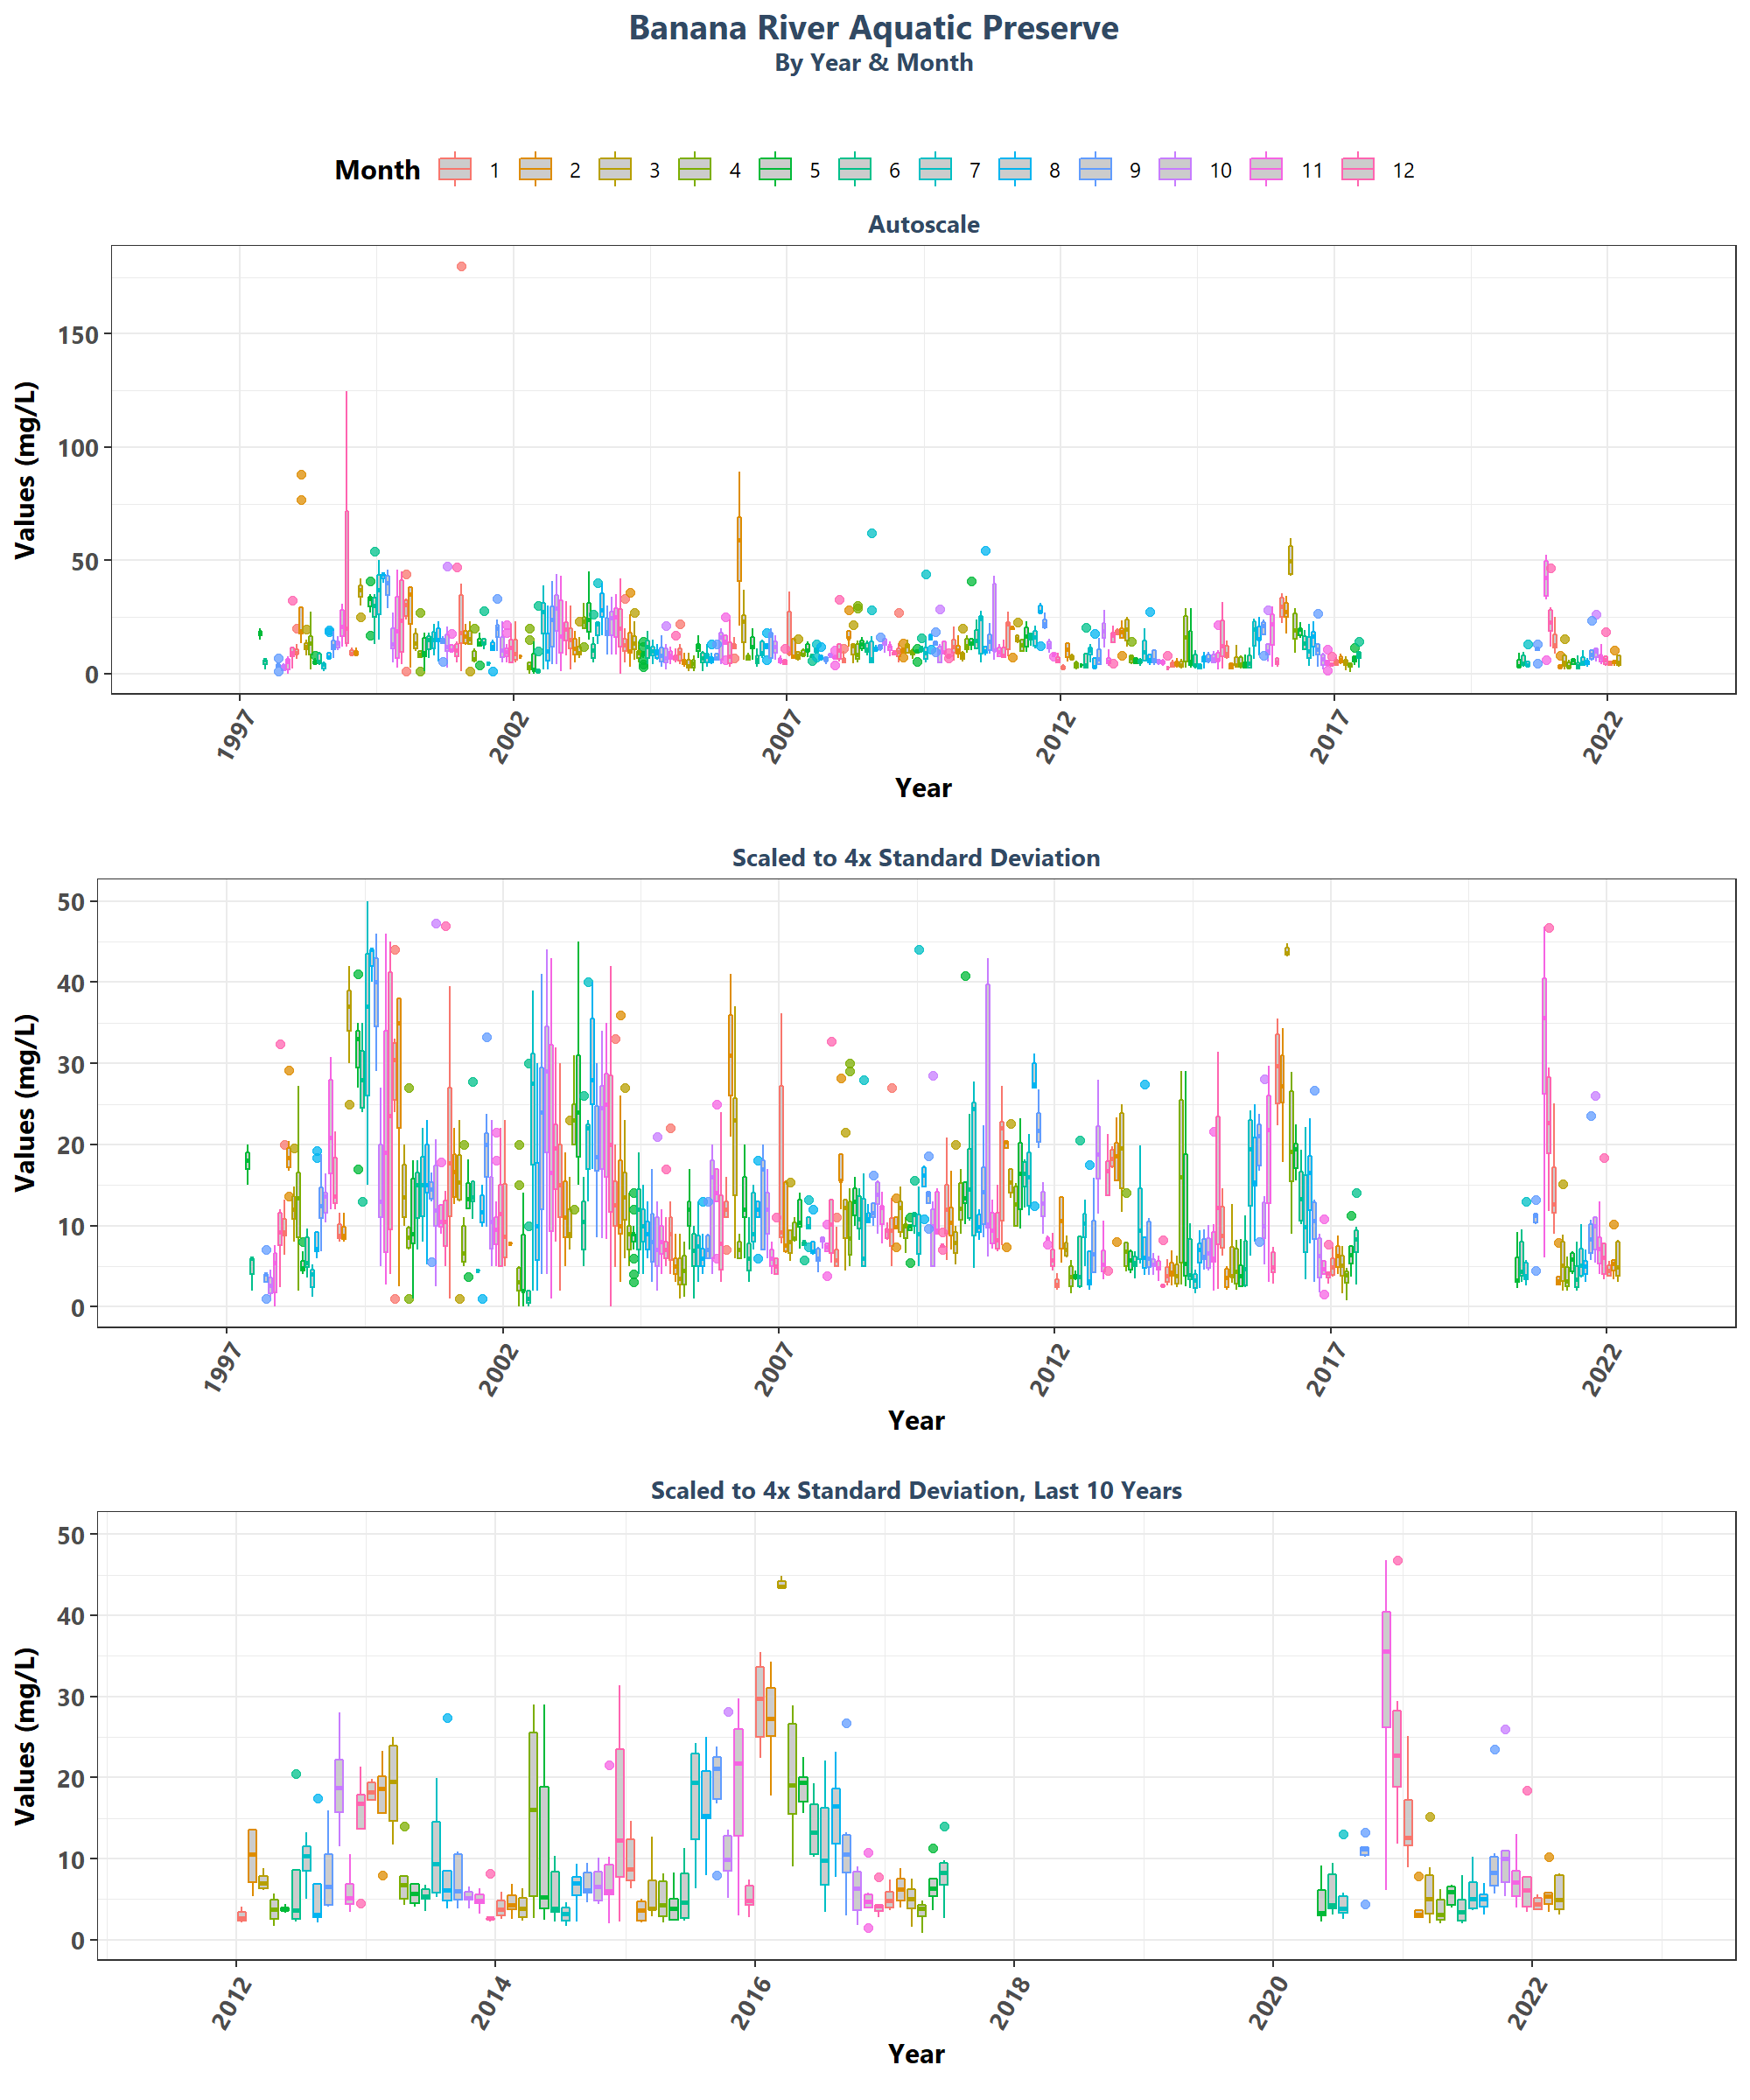 Banana River Aquatic Preserve
By Year & Month
Month 1 2 3 4 5 6 7 8 9 10 11 12
Autoscale
Values (mg/L)
150
100
50
0
1997 2002 2007 2012 2017 2022
Year
Scaled to 4x Standard Deviation
Values (mg/L)
50
40
30
20
10
0
1997 2002 2007 2012 2017 2022
Year
Scaled to 4x Standard Deviation, Last 10 Years
Values (mg/L)
50
40
30
20
10
0
2012 2014 2016 2018 2020 2022
Year